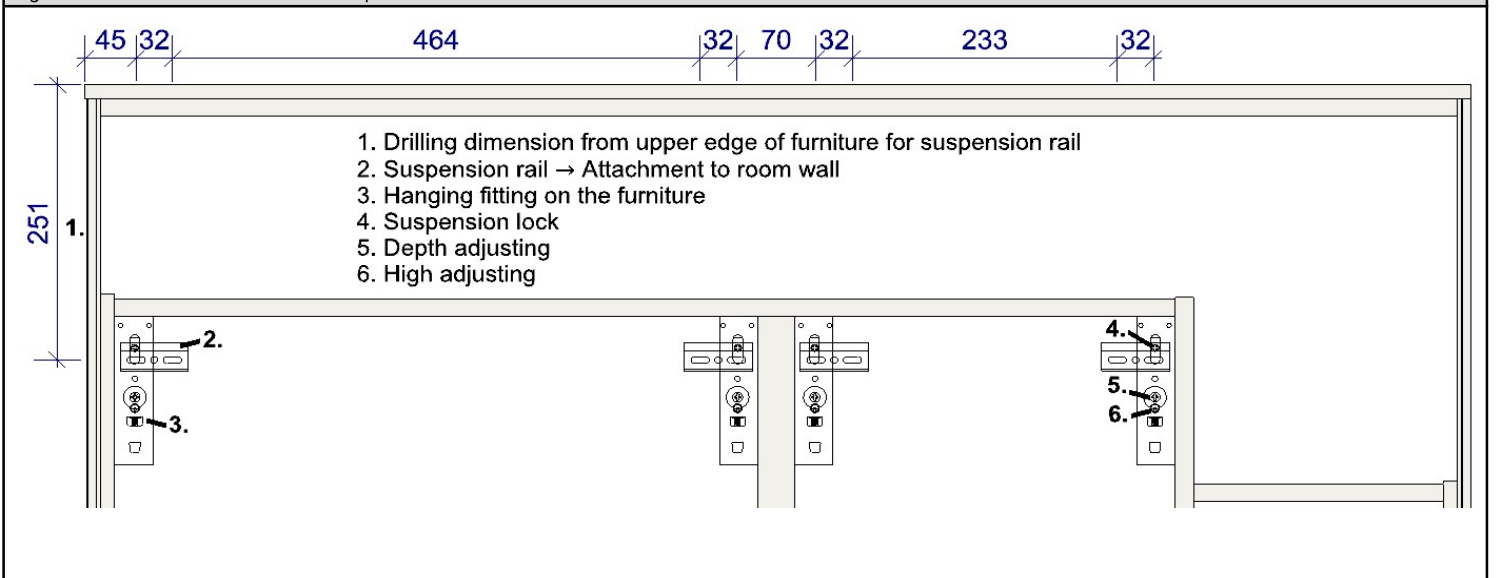 45 32 464 32 70 32 233 32
1. Drilling dimension from upper edge of furniture for suspension rail
2. Suspension rail → Attachment to room wall
3. Hanging fitting on the furniture
4. Suspension lock
5. Depth adjusting
6. High adjusting
251 1.
2.
4.
5.
6.
3.